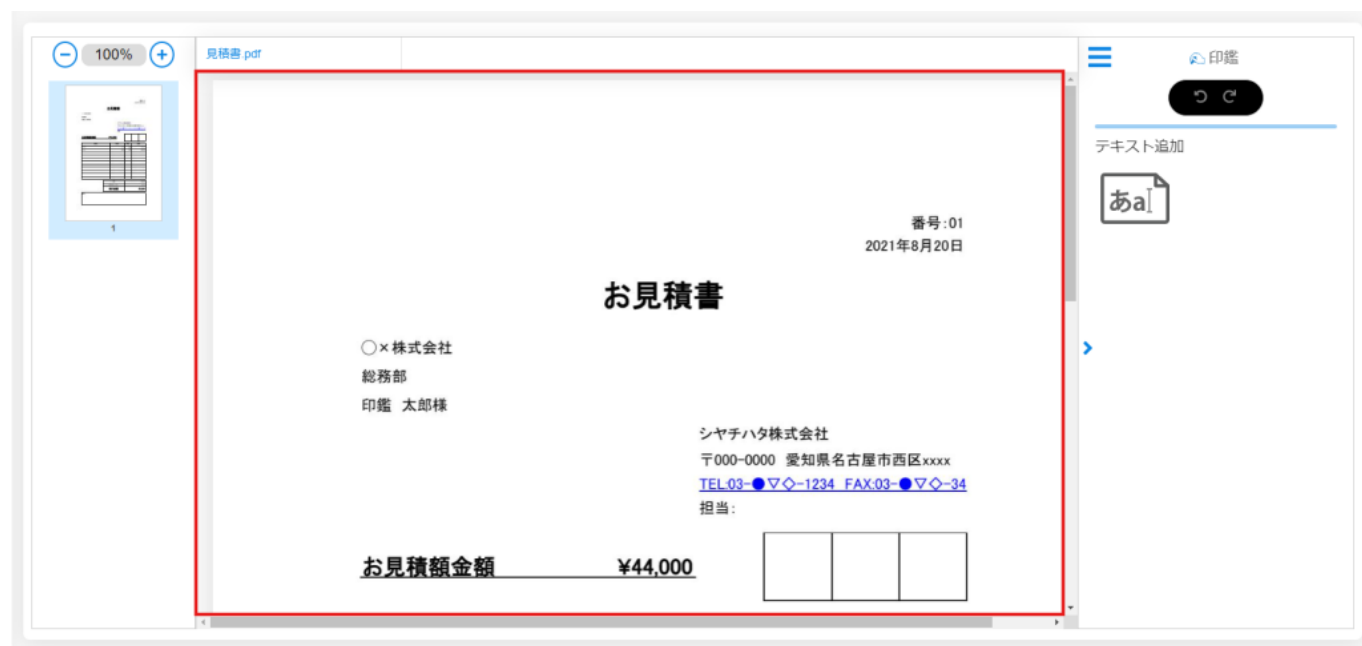 100%
見積書.pdf
印鑑
テキスト追加
あa
1
番号:01
2021年8月20日
お見積書
○×株式会社
総務部
印鑑 太郎様
シヤチハタ株式会社
〒000-0000 愛知県名古屋市西区xxxx
TEL:03-●▽◇-1234 FAX:03-●▽◇-34
担当:
お見積額金額 ¥44,000